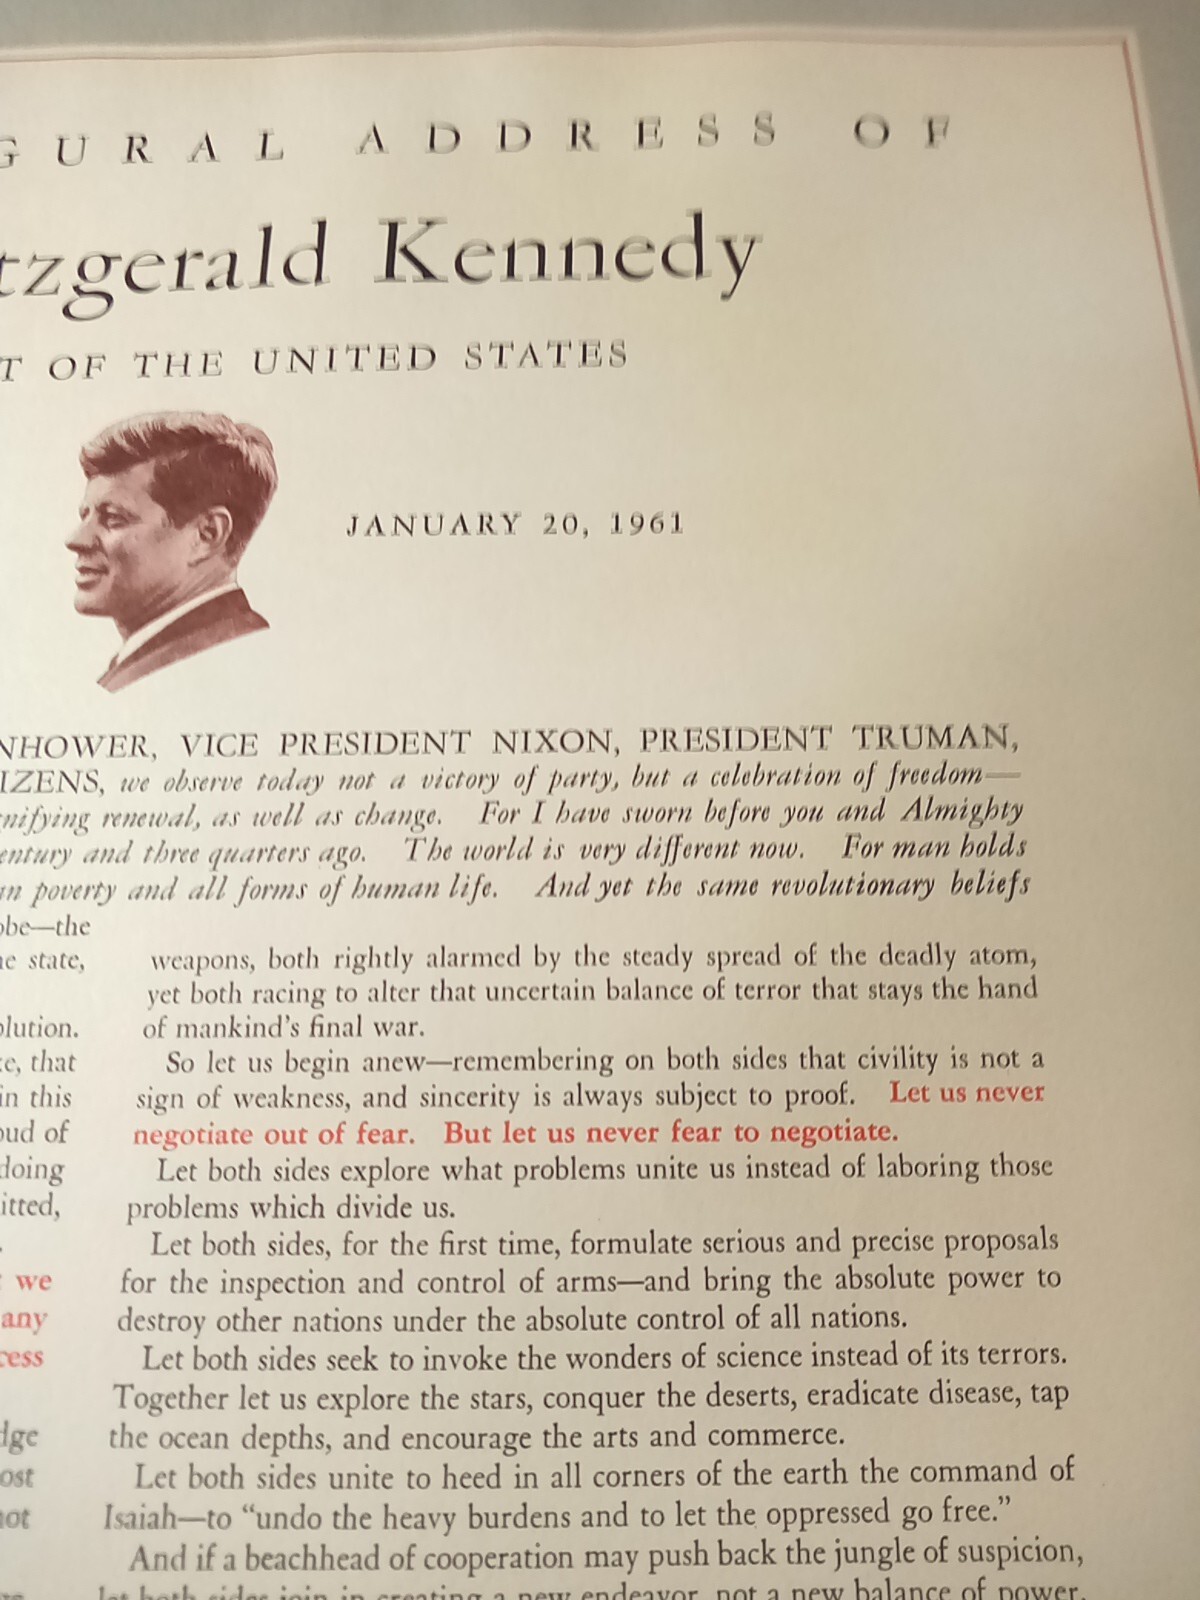 GURAL ADDRESS OF
tzgerald Kennedy
T OF THE UNITED STATES
JANUARY 20, 1961
NHOWER, VICE PRESIDENT NIXON, PRESIDENT TRUMAN,
IZENS, we observe today not a victory of party, but a celebration of freedom—
nifying renewal, as well as change. For I have sworn before you and Almighty
entury and three quarters ago. The world is very different now. For man holds
an poverty and all forms of human life. And yet the same revolutionary beliefs
obe—the
e state,
olution.
e, that
in this
oud of
doing
itted,
.
we
any
cess
dge
ost
not
weapons, both rightly alarmed by the steady spread of the deadly atom,
yet both racing to alter that uncertain balance of terror that stays the hand
of mankind's final war.
So let us begin anew—remembering on both sides that civility is not a
sign of weakness, and sincerity is always subject to proof. Let us never
negotiate out of fear. But let us never fear to negotiate.
Let both sides explore what problems unite us instead of laboring those
problems which divide us.
Let both sides, for the first time, formulate serious and precise proposals
for the inspection and control of arms—and bring the absolute power to
destroy other nations under the absolute control of all nations.
Let both sides seek to invoke the wonders of science instead of its terrors.
Together let us explore the stars, conquer the deserts, eradicate disease, tap
the ocean depths, and encourage the arts and commerce.
Let both sides unite to heed in all corners of the earth the command of
Isaiah—to “undo the heavy burdens and to let the oppressed go free.”
And if a beachhead of cooperation may push back the jungle of suspicion,
let both sides join in creating a new endeavor, not a new balance of power,